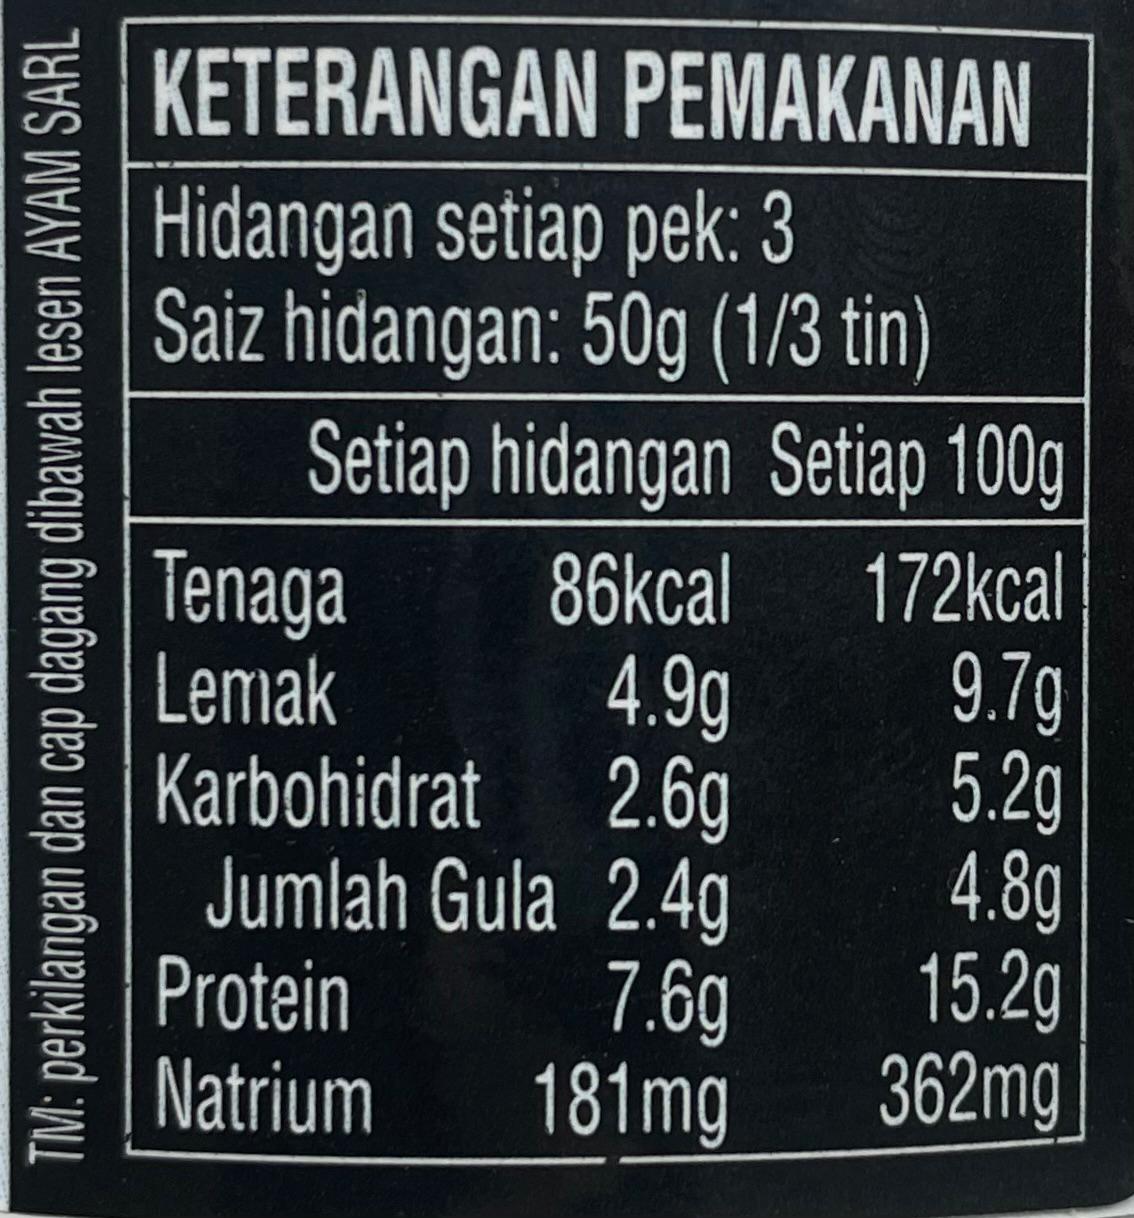 KETERANGAN PEMAKANAN
Hidangan setiap pek: 3
Saiz hidangan: 50g (1/3 tin)
Setiap hidangan Setiap 100g
Tenaga 86kcal 172kcal
Lemak 4.9g 9.7g
Karbohidrat 2.6g 5.2g
Jumlah Gula 2.4g 4.8g
Protein 7.6g 15.2g
Natrium 181mg 362mg
TM: perkilangan dan cap dagang dibawah lesen AYAM SARL